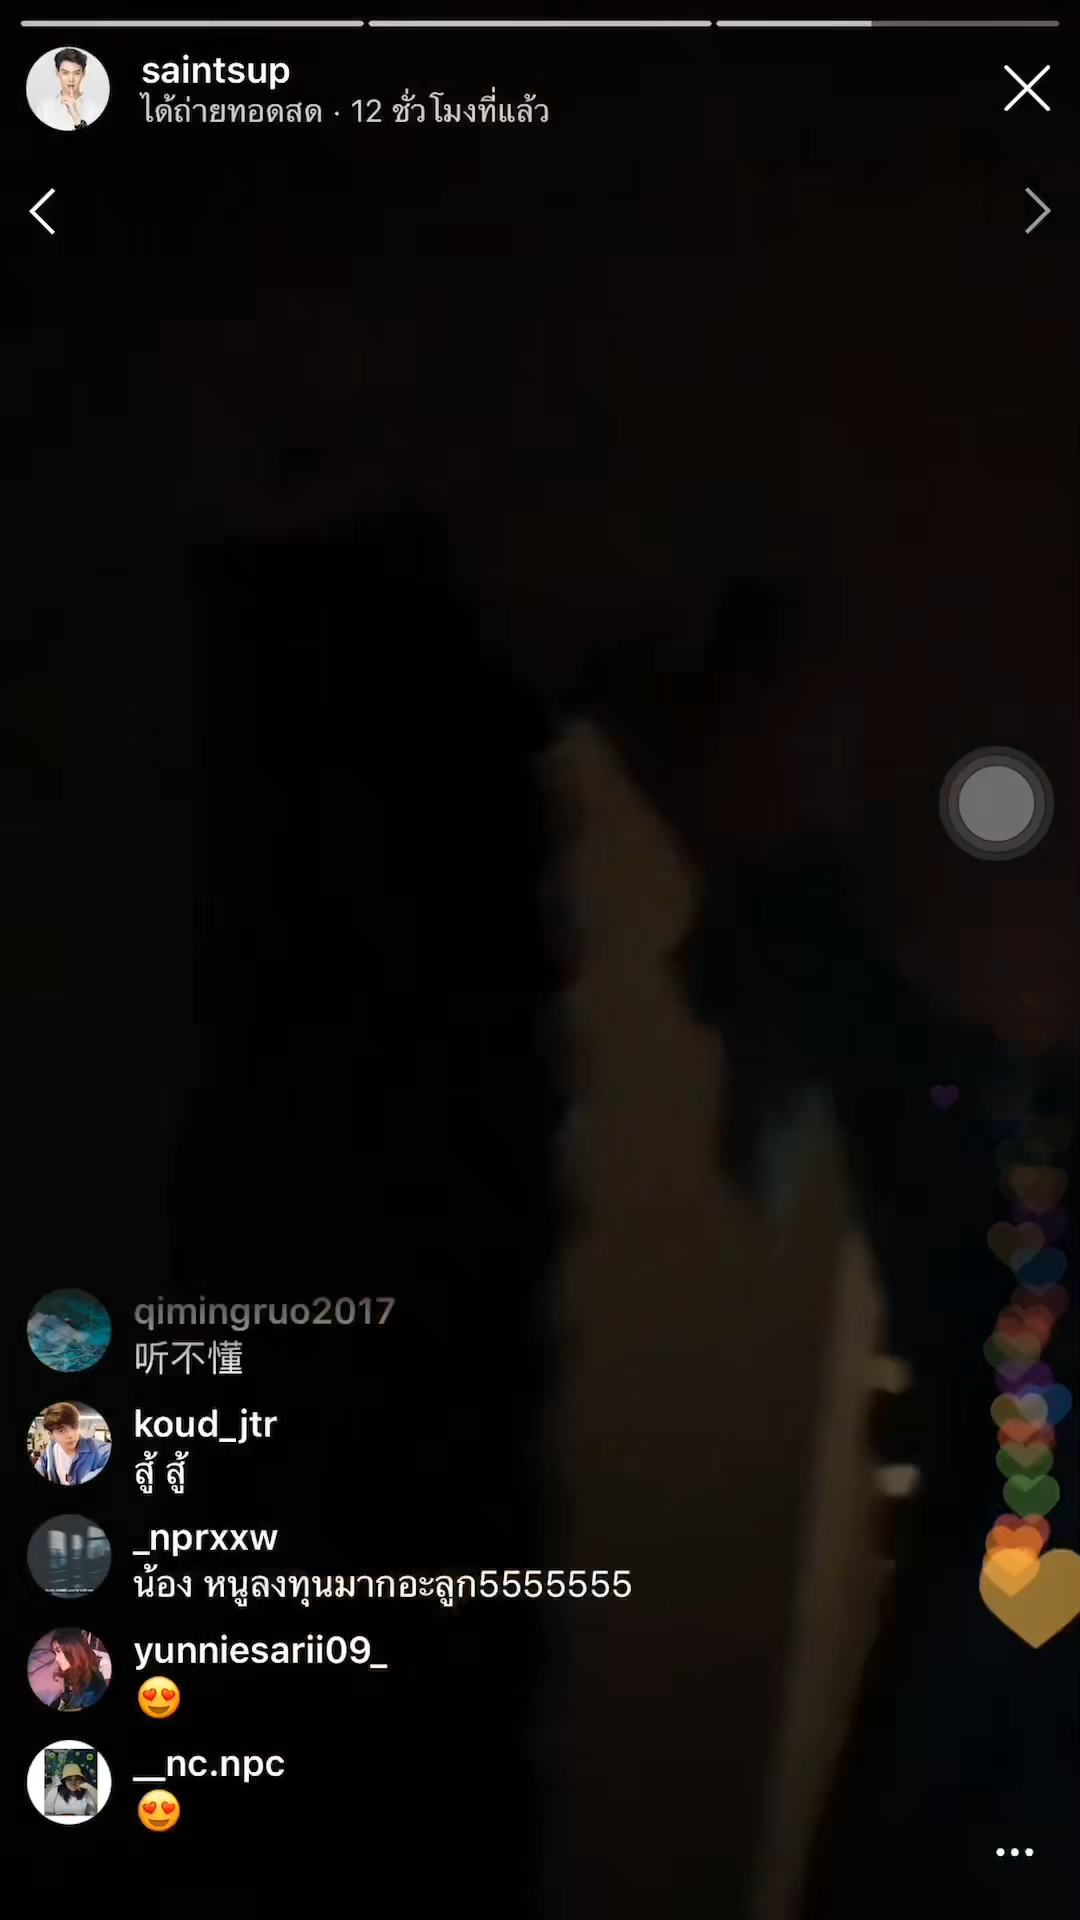 saintsup
ได้ถ่ายทอดสด · 12 ชั่วโมงที่แล้ว
qimingruo2017
听不懂
koud_jtr
สู้ สู้
_nprxxw
น้อง หนูลงทุนมากอะลูก5555555
yunniesarii09_
😍
__nc.npc
😍